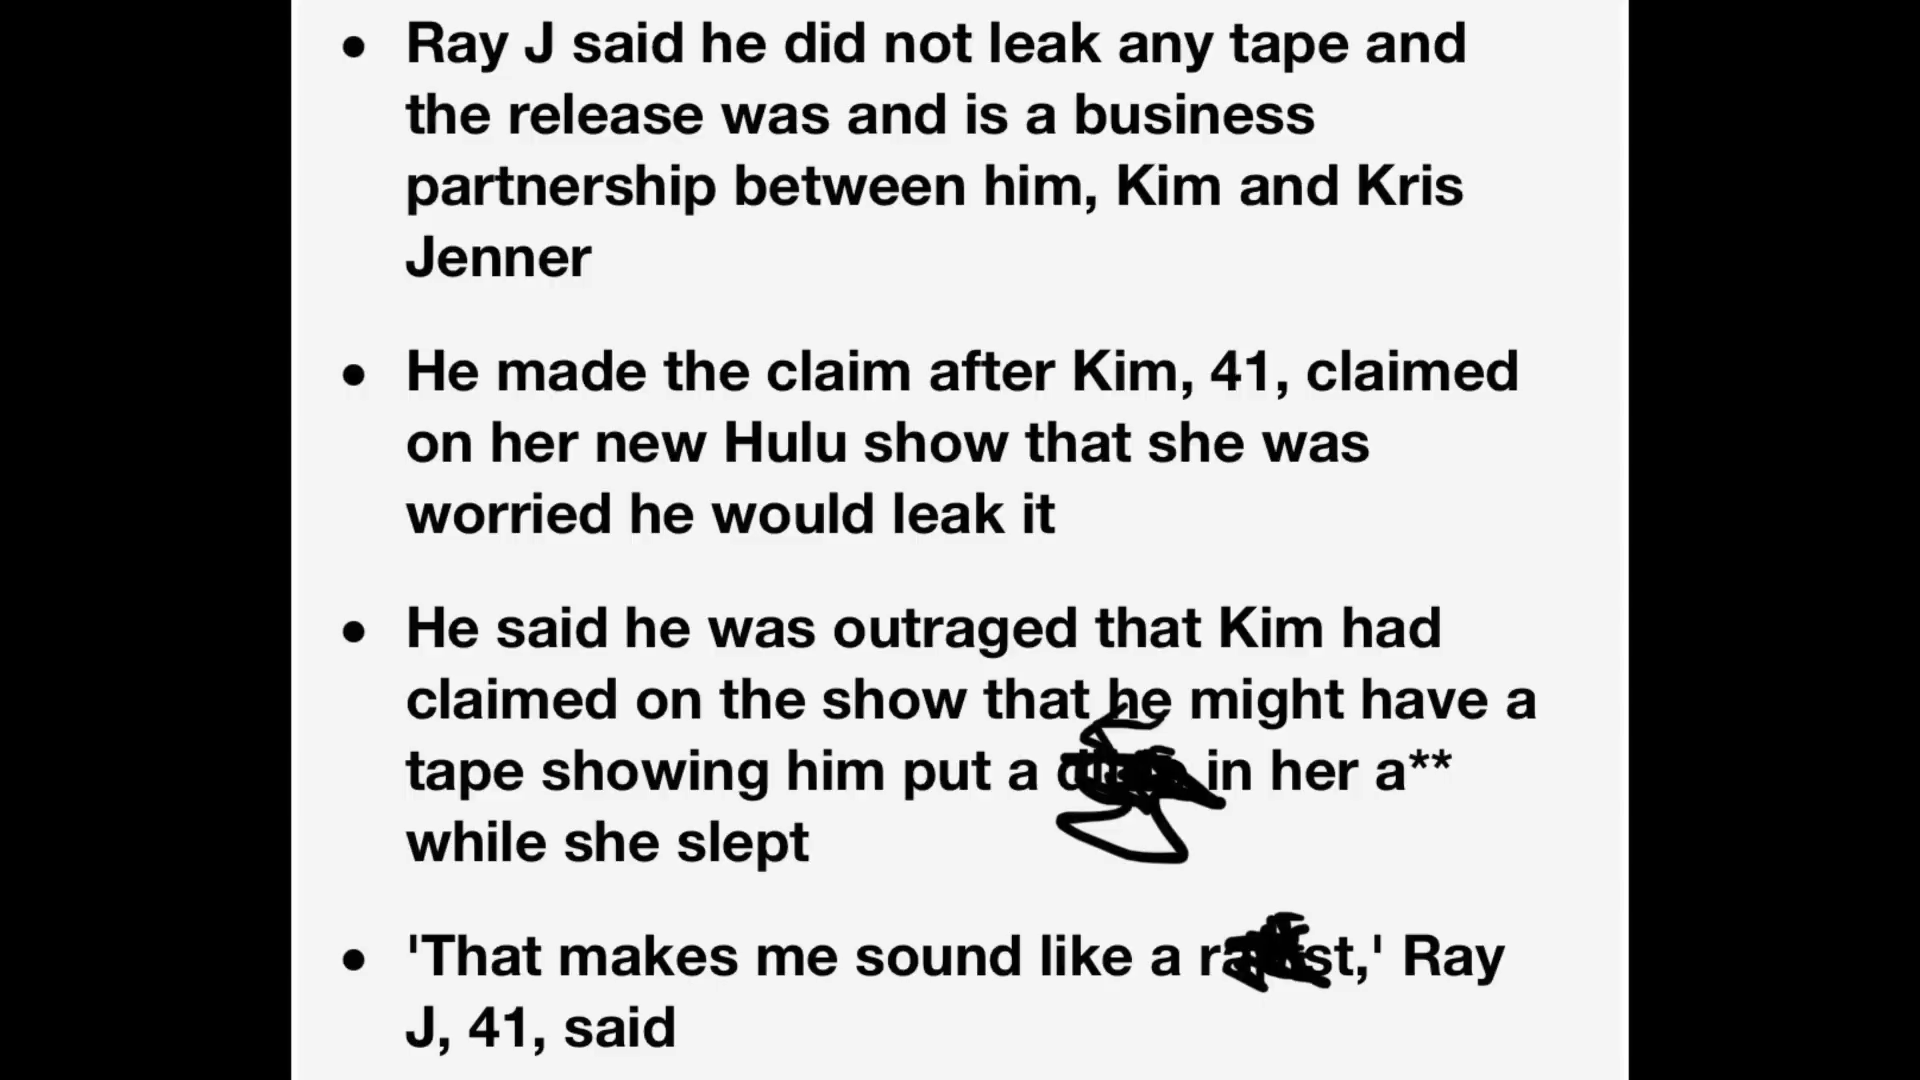 • Ray J said he did not leak any tape and
the release was and is a business
partnership between him, Kim and Kris
Jenner
• He made the claim after Kim, 41, claimed
on her new Hulu show that she was
worried he would leak it
• He said he was outraged that Kim had
claimed on the show that he might have a
tape showing him put a in her a**
while she slept
• 'That makes me sound like a Ray
J, 41, said